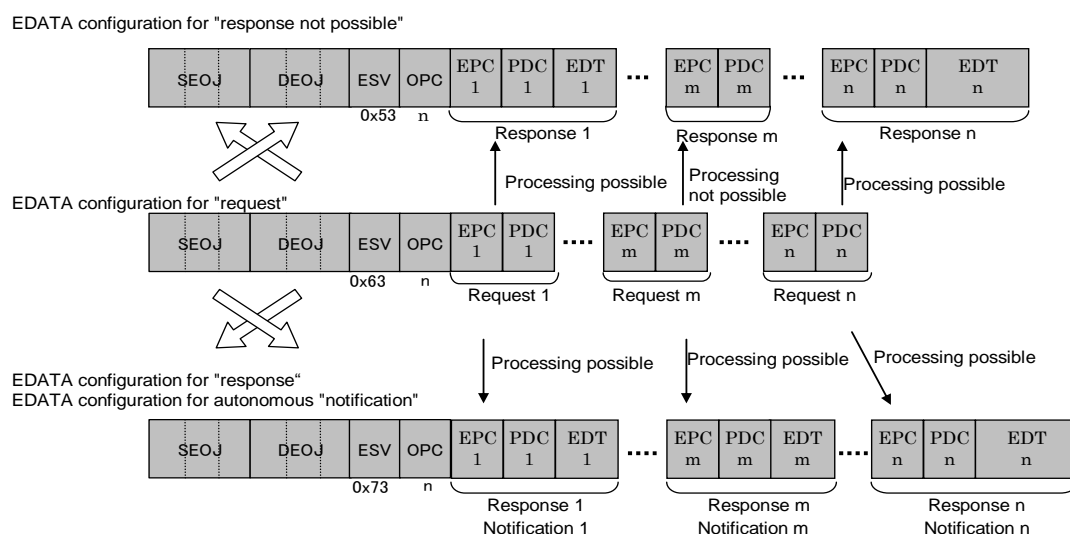 EDATA configuration for "response not possible"
SEOJ DEOJ ESV OPC EPC 1 PDC 1 EDT 1 ···· EPC m PDC m ··· EPC n PDC n EDT n
0x53 n
Response 1 Response m Response n
Processing possible Processing not possible Processing possible
EDATA configuration for "request"
SEOJ DEOJ ESV OPC EPC 1 PDC 1 ···· EPC m PDC m ···· EPC n PDC n
0x63 n
Request 1 Request m Request n
Processing possible Processing possible Processing possible
EDATA configuration for "response“
EDATA configuration for autonomous "notification"
SEOJ DEOJ ESV OPC EPC 1 PDC 1 EDT 1 ···· EPC m PDC m EDT m ···· EPC n PDC n EDT n
0x73 n
Response 1 Response m Response n
Notification 1 Notification m Notification n